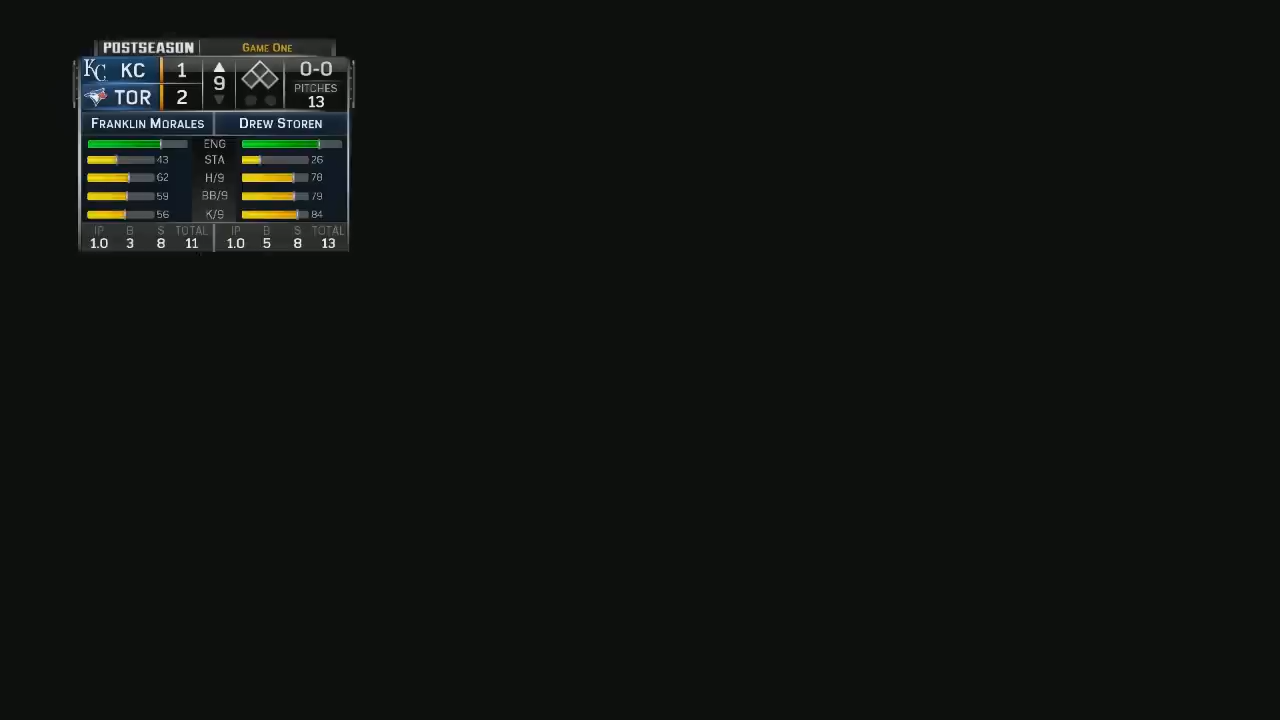 POSTSEASON GAME ONE
KC KC 1 9 0-0
TOR 2 PITCHES 13
FRANKLIN MORALES DREW STOREN
ENG
43 STA 26
62 H/9 78
59 BB/9 79
56 K/9 84
IP B S TOTAL IP B S TOTAL
1.0 3 8 11 1.0 5 8 13